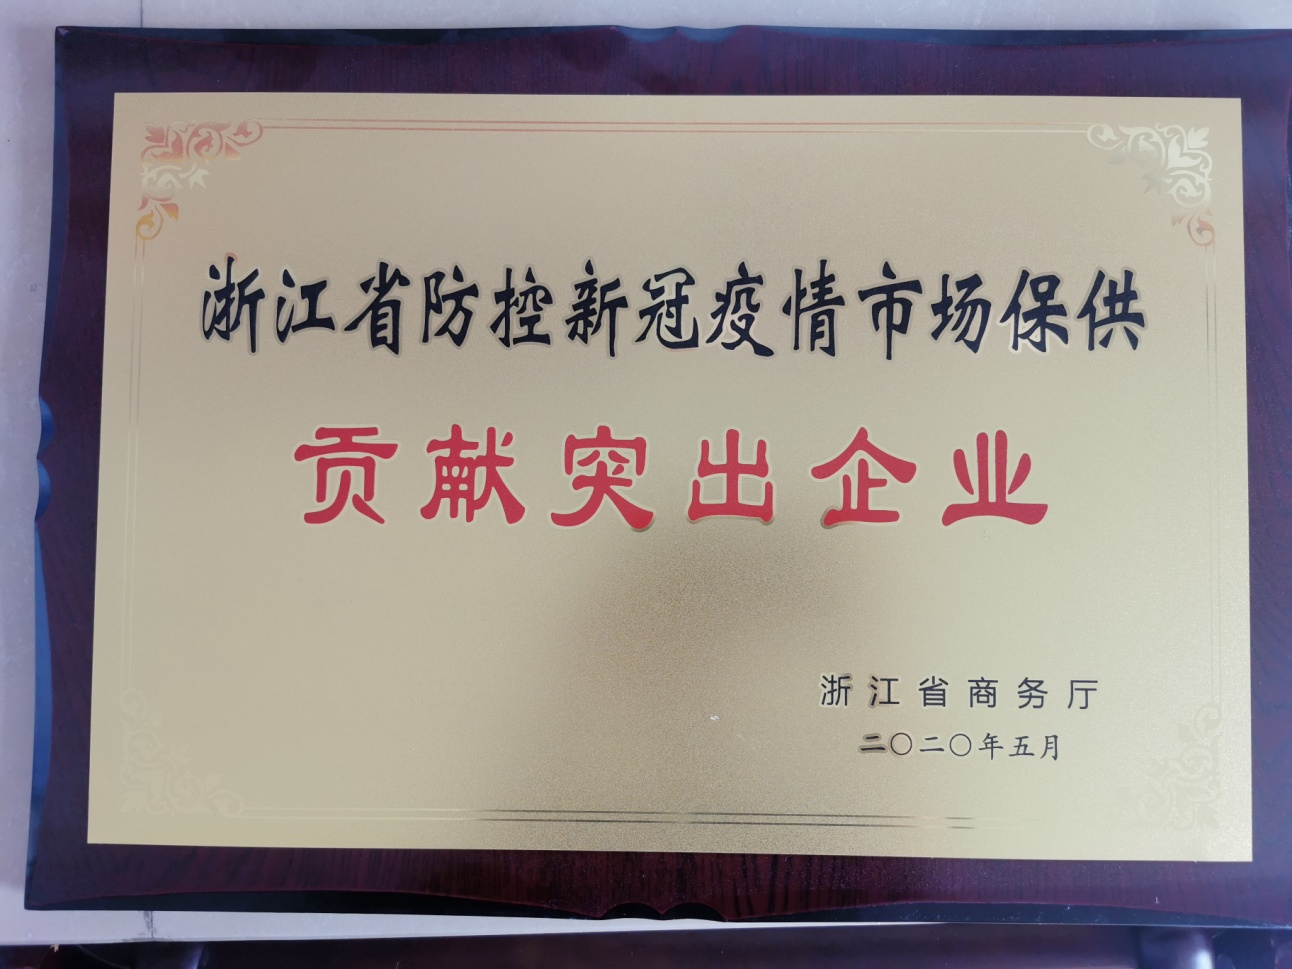 浙江省防控新冠疫情市场保供
贡献突出企业
浙江省商务厅
二〇二〇年五月